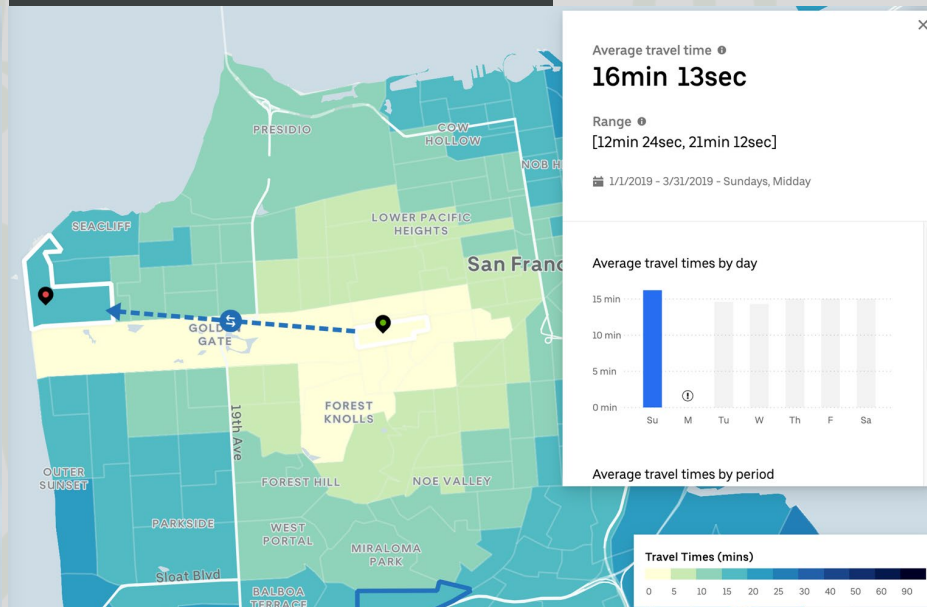 Average travel time
16min 13sec
Range
[12min 24sec, 21min 12sec]
1/1/2019 - 3/31/2019 - Sundays, Midday
Average travel times by day
15 min
10 min
5 min
0 min
Su M Tu W Th F Sa
Average travel times by period
PRESIDIO
COW
HOLLOW
NOB H
SEACLIFF
LOWER PACIFIC
HEIGHTS
San Franc
GOLD
GATE
19th Ave
FOREST
KNOLLS
OUTER
SUNSET
FOREST HILL
NOE VALLEY
PARKSIDE
WEST
PORTAL
MIRALOMA
PARK
Sloat Blvd
BALBOA
TERRACE
Travel Times (mins)
0 5 10 15 20 25 30 40 50 60 90